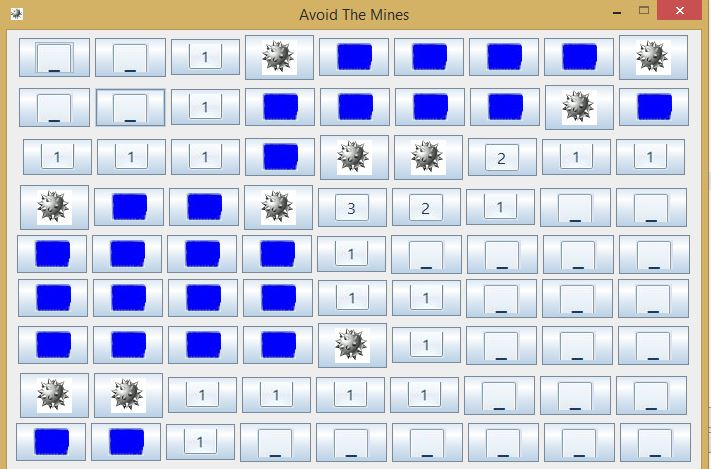 Avoid The Mines
_ _ 1
_ _ 1
1 1 1 2 1 1
3 2 1 _ _
1 _ _ _ _
1 1 _ _ _
1 _ _ _
1 1 1 1 _ _ _
1 _ _ _ _ _ _